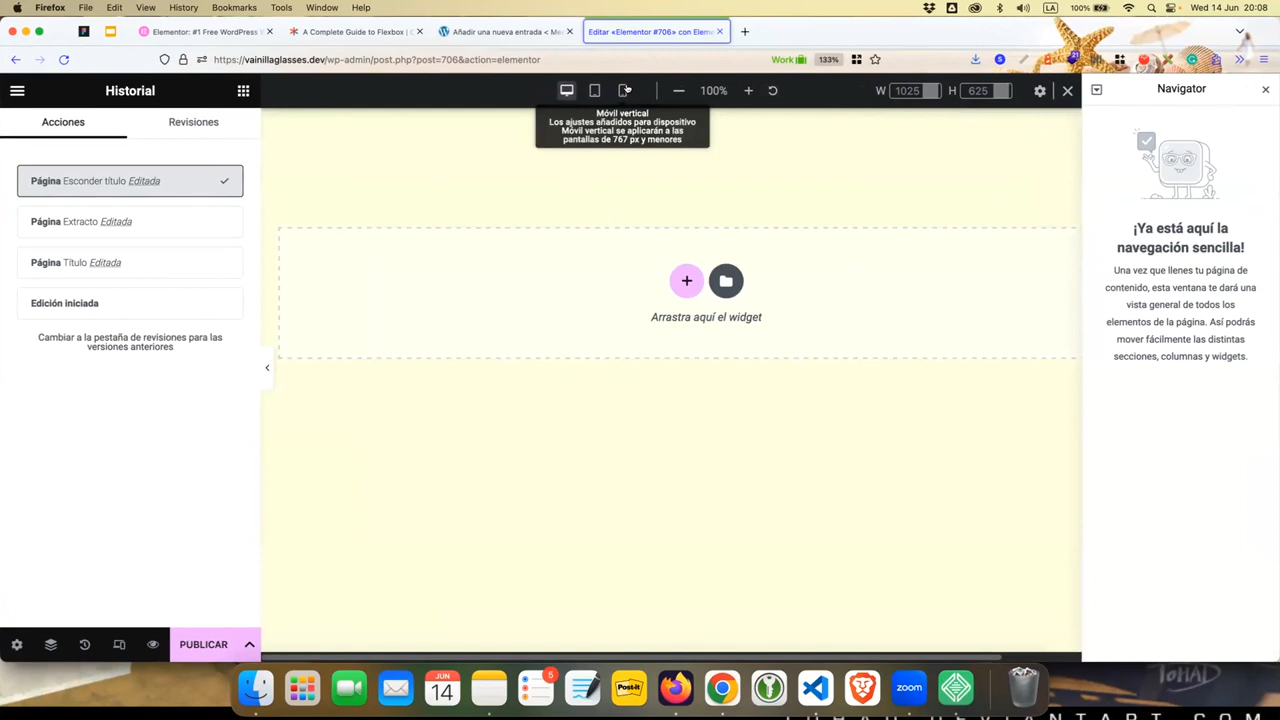 Firefox File Edit View History Bookmarks Tools Window Help
LA 100% Wed 14 Jun 20:08
Elementor: #1 Free WordPress W
A Complete Guide to Flexbox | C
Añadir una nueva entrada < Me
Editar «Elementor #706» con Eleme
https://vainillaglasses.dev/wp-admin/post.php?post=706&action=elementor
Work
133%
Historial
100%
W 1025 H 625
Navigator
Móvil vertical
Los ajustes añadidos para dispositivo
Móvil vertical se aplicarán a las
pantallas de 767 px y menores
Acciones Revisiones
Página Esconder título Editada
Página Extracto Editada
Página Título Editada
Edición iniciada
Cambiar a la pestaña de revisiones para las
versiones anteriores
Arrastra aquí el widget
¡Ya está aquí la
navegación sencilla!
Una vez que llenes tu página de
contenido, esta ventana te dará una
vista general de todos los
elementos de la página. Así podrás
mover fácilmente las distintas
secciones, columnas y widgets.
PUBLICAR
JUN
14
5
Post-it
zoom